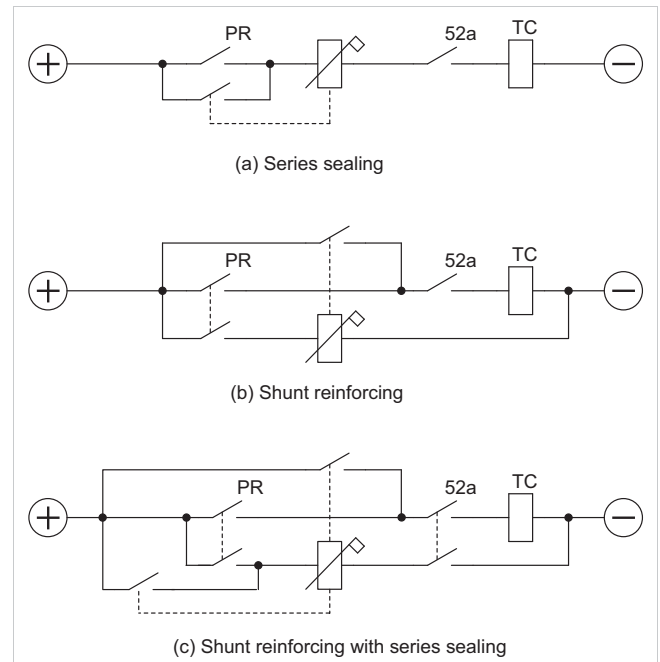 PR 52a TC
+ −
(a) Series sealing
PR 52a TC
+ −
(b) Shunt reinforcing
PR 52a TC
+ −
(c) Shunt reinforcing with series sealing